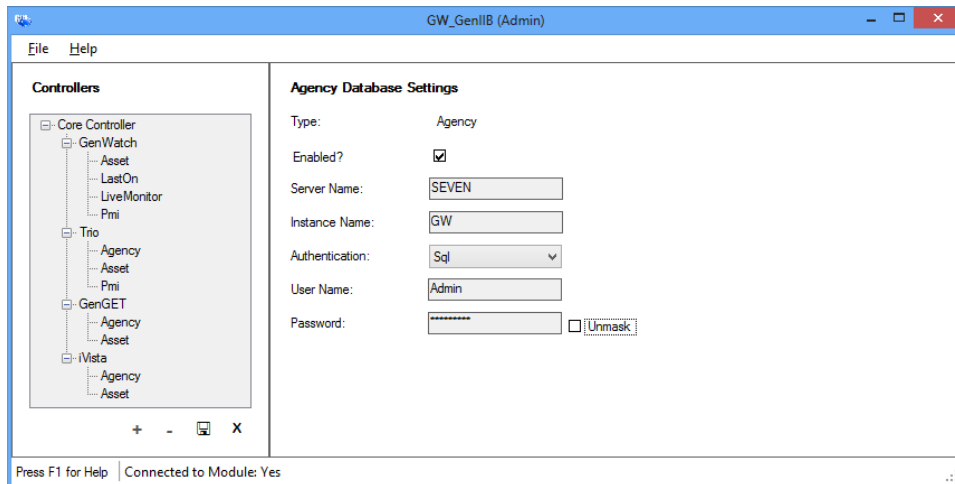 GW_GenIIB (Admin)
File Help
Controllers
Core Controller
GenWatch
Asset
LastOn
LiveMonitor
Pmi
Trio
Agency
Asset
Pmi
GenGET
Agency
Asset
iVista
Agency
Asset
+ - X
Agency Database Settings
Type: Agency
Enabled?
Server Name: SEVEN
Instance Name: GW
Authentication: Sql
User Name: Admin
Password: ********* Unmask
Press F1 for Help Connected to Module: Yes